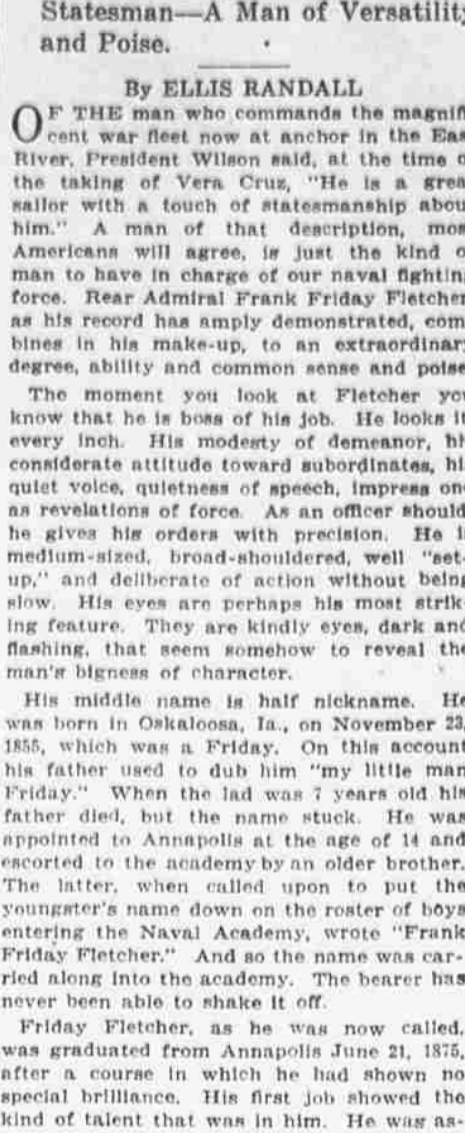 Statesman—A Man of Versatility
and Poise.
By ELLIS RANDALL
OF THE man who commands the magnifi
cent war fleet now at anchor in the Eas
River, President Wilson said, at the time o
the taking of Vera Cruz, "He is a grea
sailor with a touch of statesmanship abou
him." A man of that description, mos
Americans will agree, is just the kind o
man to have in charge of our naval fighting
force. Rear Admiral Frank Friday Fletcher
as his record has amply demonstrated, com
bines in his make-up, to an extraordinary
degree, ability and common sense and poise
The moment you look at Fletcher you
know that he is boss of his job. He looks it
every inch. His modesty of demeanor, hi
considerate attitude toward subordinates, hi
quiet voice, quietness of speech, impress on
as revelations of force. As an officer should
he gives his orders with precision. He i
medium-sized, broad-shouldered, well "set-
up," and deliberate of action without being
slow. His eyes are perhaps his most strik-
ing feature. They are kindly eyes, dark and
flashing, that seem somehow to reveal the
man's bigness of character.
His middle name is half nickname. He
was born in Oskaloosa, Ia., on November 23,
1855, which was a Friday. On this account
his father used to dub him "my little man
Friday." When the lad was 7 years old his
father died, but the name stuck. He was
appointed to Annapolis at the age of 14 and
escorted to the academy by an older brother.
The latter, when called upon to put the
youngster's name down on the roster of boys
entering the Naval Academy, wrote "Frank
Friday Fletcher." And so the name was car-
ried along into the academy. The bearer has
never been able to shake it off.
Friday Fletcher, as he was now called,
was graduated from Annapolis June 21, 1875,
after a course in which he had shown no
special brilliance. His first job showed the
kind of talent that was in him. He was as-